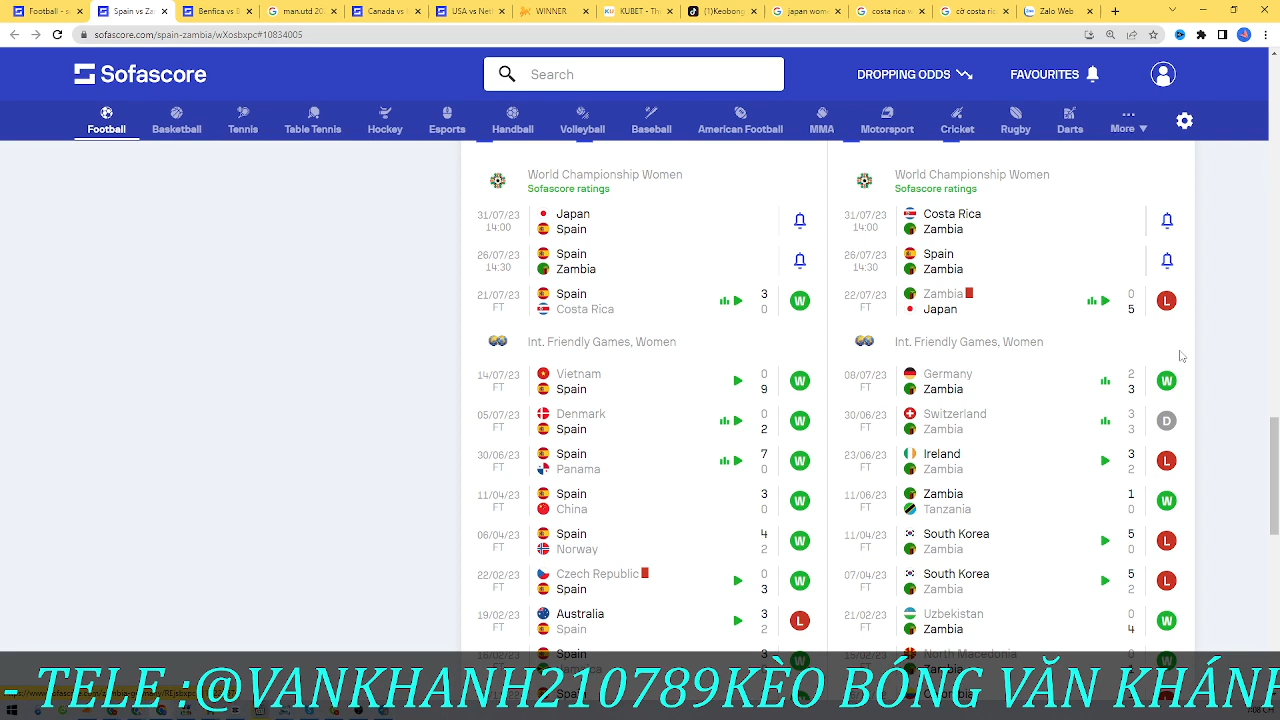 Football - s
Spain vs Za
Benfica vs B
man.utd 20
Canada vs
USA vs Net
WINNER
KUBET - Th
(1)Keobong
japan wome
costa rica w
cờ costa ric
Zalo Web
sofascore.com/spain-zambia/wXosbxpc#10834005
Sofascore
Search
DROPPING ODDS
FAVOURITES
Football
Basketball
Tennis
Table Tennis
Hockey
Esports
Handball
Volleyball
Baseball
American Football
MMA
Motorsport
Cricket
Rugby
Darts
More
World Championship Women
Sofascore ratings
31/07/23 Japan
14:00 Spain
26/07/23 Spain
14:30 Zambia
21/07/23 Spain 3 W
FT Costa Rica 0
Int. Friendly Games, Women
14/07/23 Vietnam 0 W
FT Spain 9
05/07/23 Denmark 0 W
FT Spain 2
30/06/23 Spain 7 W
FT Panama 0
11/04/23 Spain 3 W
FT China 0
06/04/23 Spain 4 W
FT Norway 2
22/02/23 Czech Republic 0 W
FT Spain 3
19/02/23 Australia 3 L
FT Spain 2
World Championship Women
Sofascore ratings
31/07/23 Costa Rica
14:00 Zambia
26/07/23 Spain
14:30 Zambia
22/07/23 Zambia 0 L
FT Japan 5
Int. Friendly Games, Women
08/07/23 Germany 2 W
FT Zambia 3
30/06/23 Switzerland 3 D
FT Zambia 3
23/06/23 Ireland 3 L
FT Zambia 2
11/06/23 Zambia 1 W
FT Tanzania 0
11/04/23 South Korea 5 L
FT Zambia 0
07/04/23 South Korea 5 L
FT Zambia 2
21/02/23 Uzbekistan 0 W
FT Zambia 4
North Macedonia
- TELE :@VANKHANH210789KÈO BÓNG VĂN KHÁNH